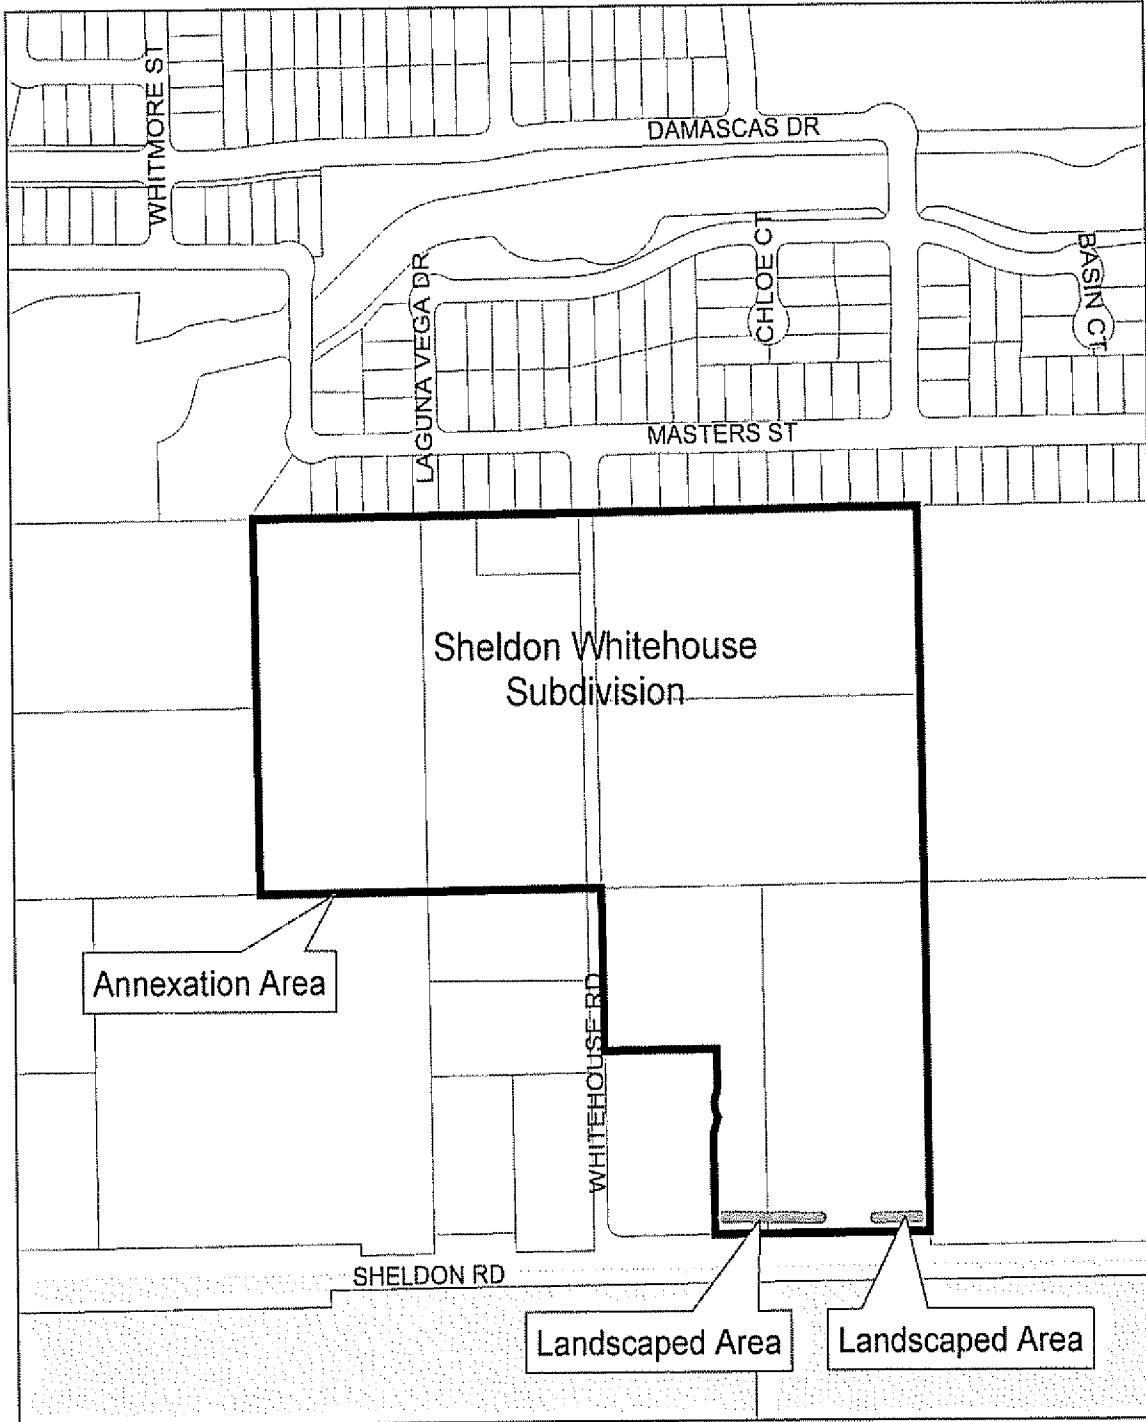 WHITMORE ST
DAMASCAS DR
LAGUNA VEGA DR
CHLOE CT
BASIN CT
MASTERS ST
Sheldon Whitehouse
Subdivision
Annexation Area
WHITEHOUSE RD
SHELDON RD
Landscaped Area
Landscaped Area